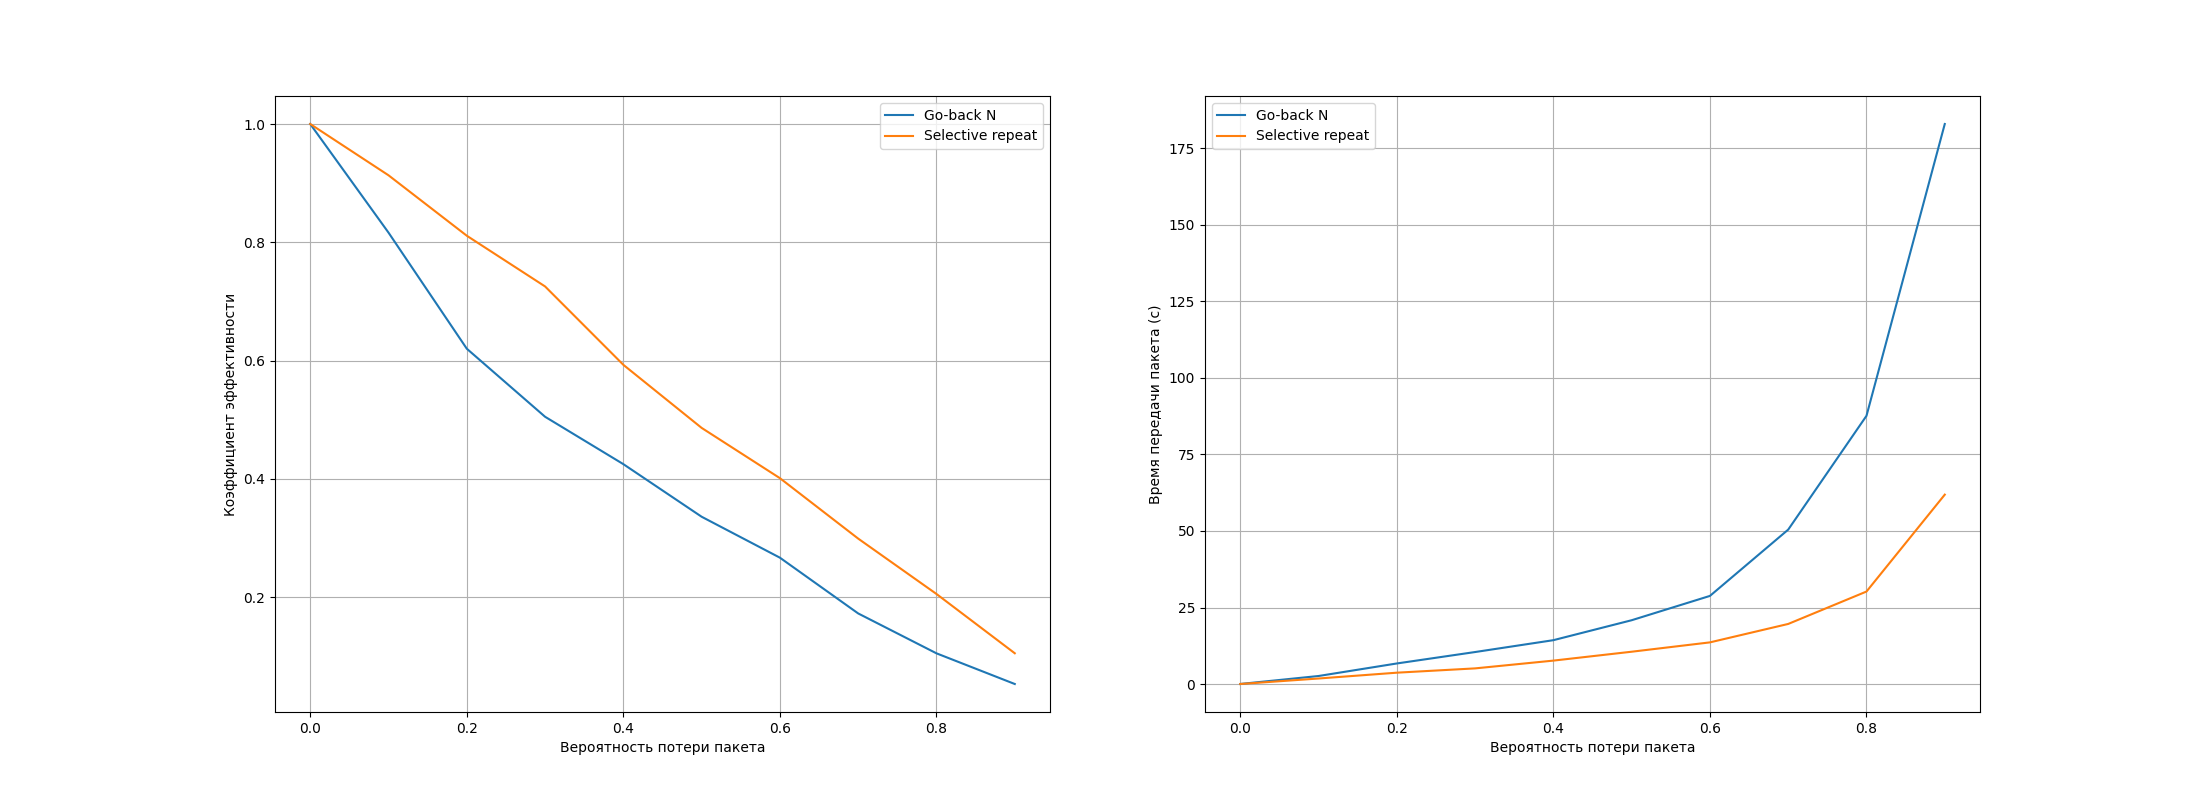 Go-back N
Selective repeat
1.0
0.8
0.6
0.4
0.2
Коэффициент эффективности
0.0
0.2
0.4
0.6
0.8
Вероятность потери пакета
Go-back N
Selective repeat
175
150
125
100
75
50
25
0
Время передачи пакета (с)
0.0
0.2
0.4
0.6
0.8
Вероятность потери пакета